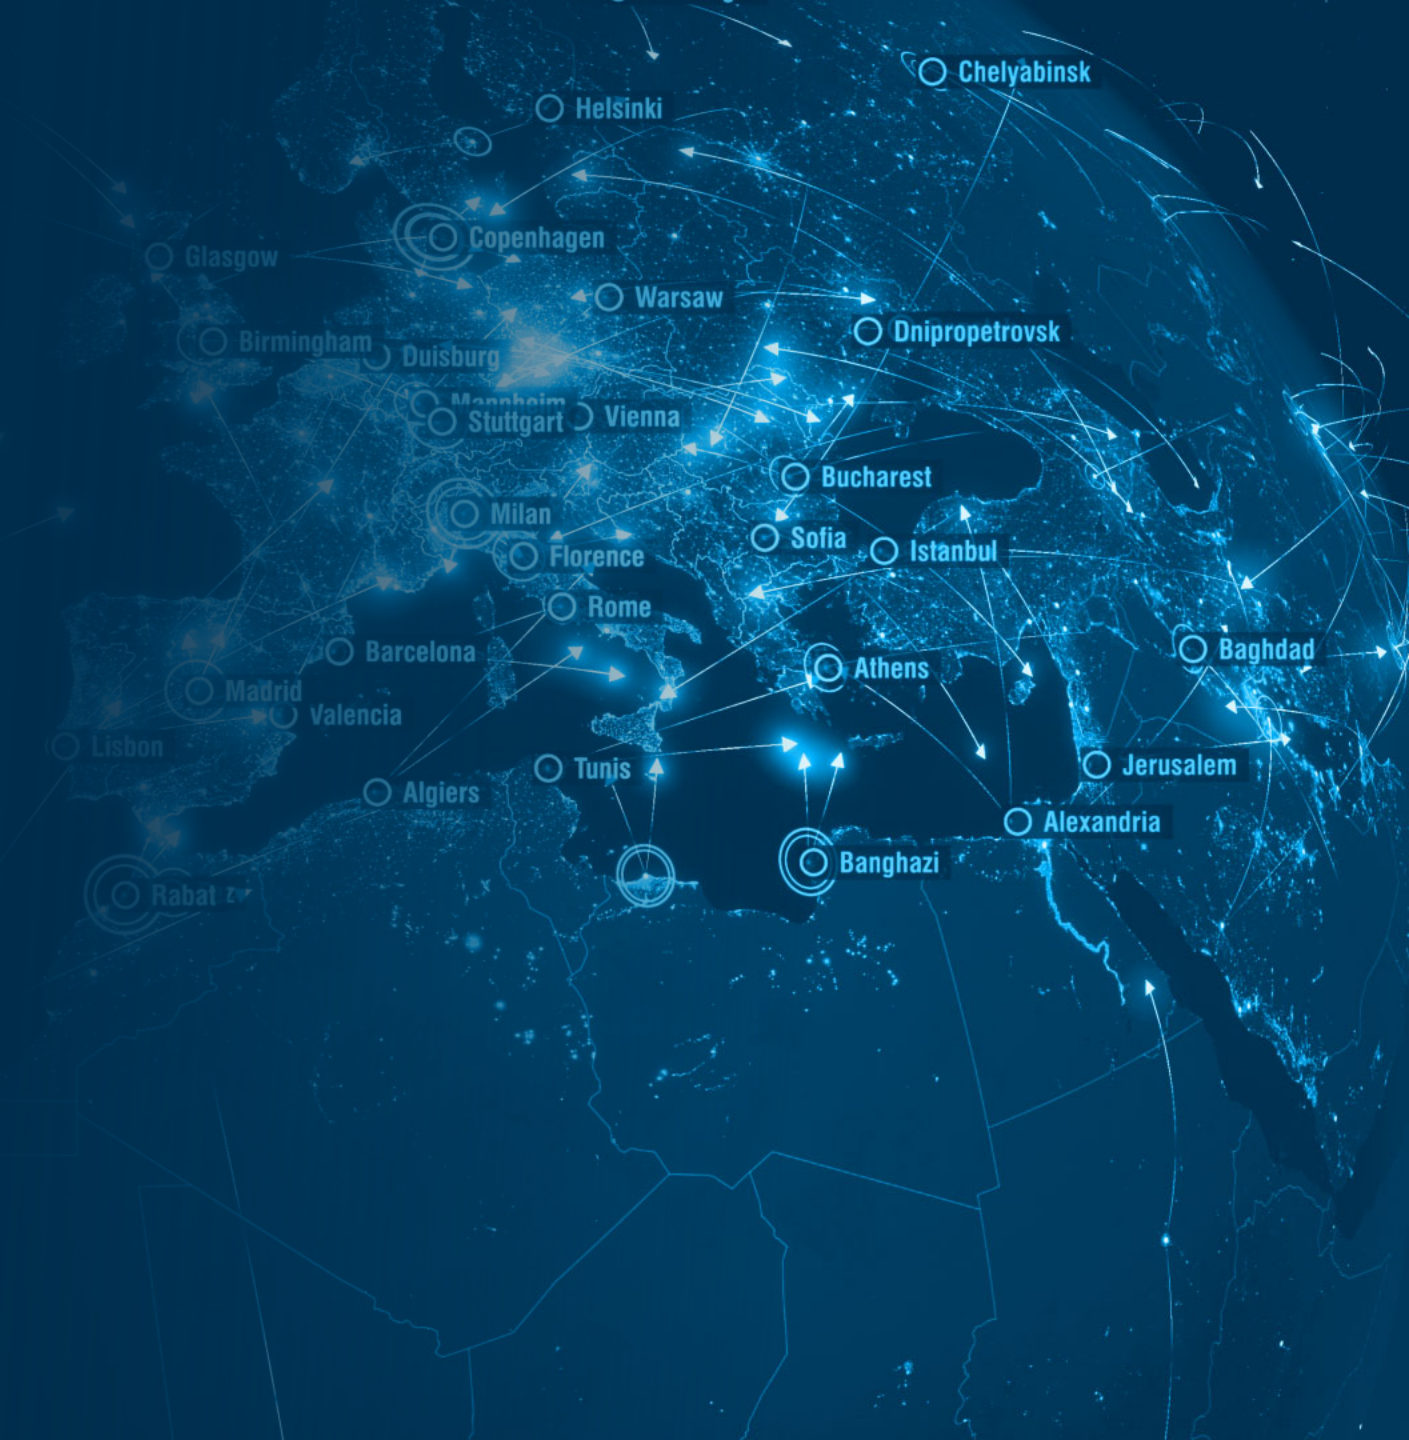 Chelyabinsk
Helsinki
Copenhagen
Glasgow
Warsaw
Dnipropetrovsk
Birmingham
Duisburg
Mannheim
Stuttgart
Vienna
Bucharest
Milan
Sofia
Istanbul
Florence
Rome
Barcelona
Baghdad
Athens
Madrid
Valencia
Lisbon
Tunis
Jerusalem
Algiers
Alexandria
Banghazi
Rabat